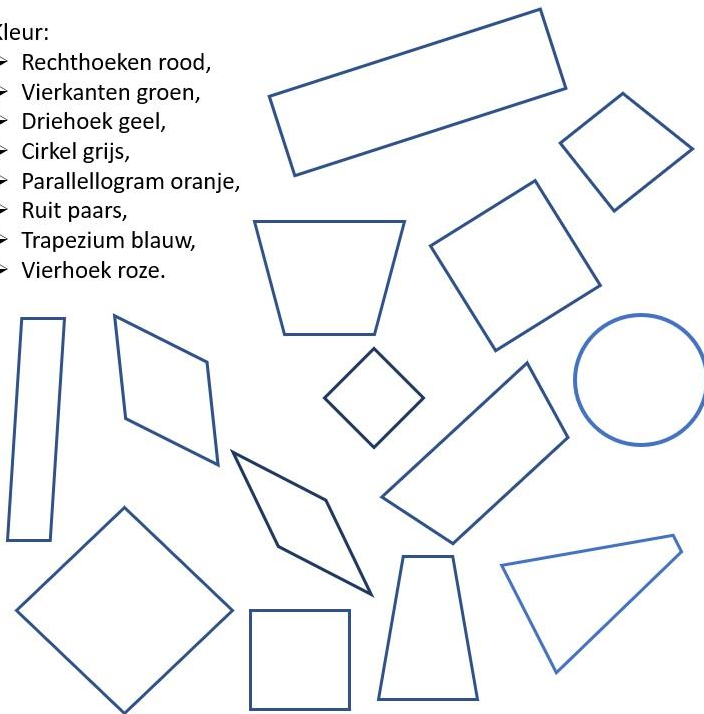 Kleur:
➢ Rechthoeken rood,
➢ Vierkanten groen,
➢ Driehoek geel,
➢ Cirkel grijs,
➢ Parallellogram oranje,
➢ Ruit paars,
➢ Trapezium blauw,
➢ Vierhoek roze.